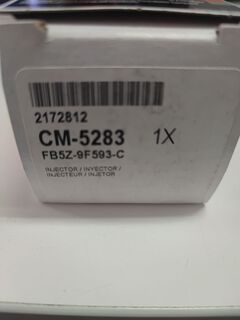 2172812
CM-5283 1X
FB5Z-9F593-C
INJECTOR / INYECTOR /
INJECTEUR / INJETOR